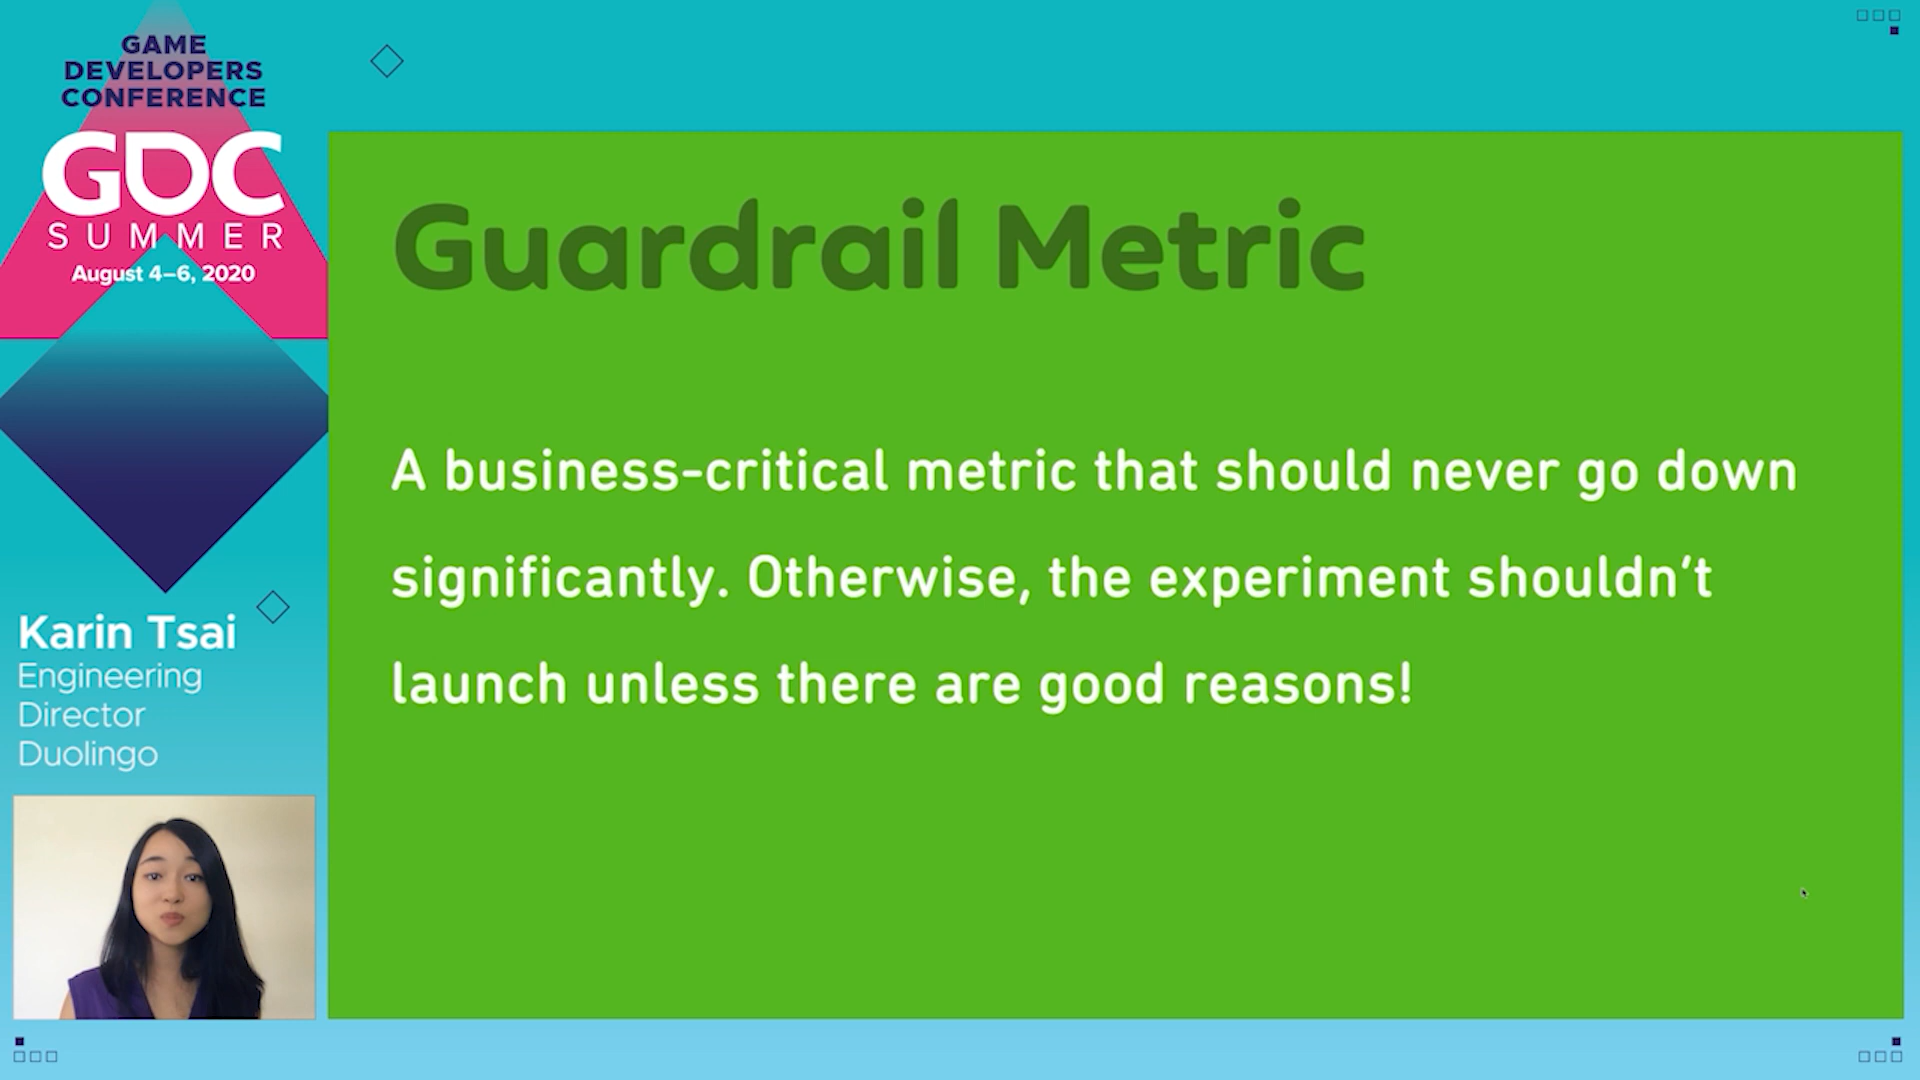 GAME
DEVELOPERS
CONFERENCE
GDC
SUMMER
August 4–6, 2020
Karin Tsai
Engineering
Director
Duolingo
Guardrail Metric
A business-critical metric that should never go down
significantly. Otherwise, the experiment shouldn’t
launch unless there are good reasons!